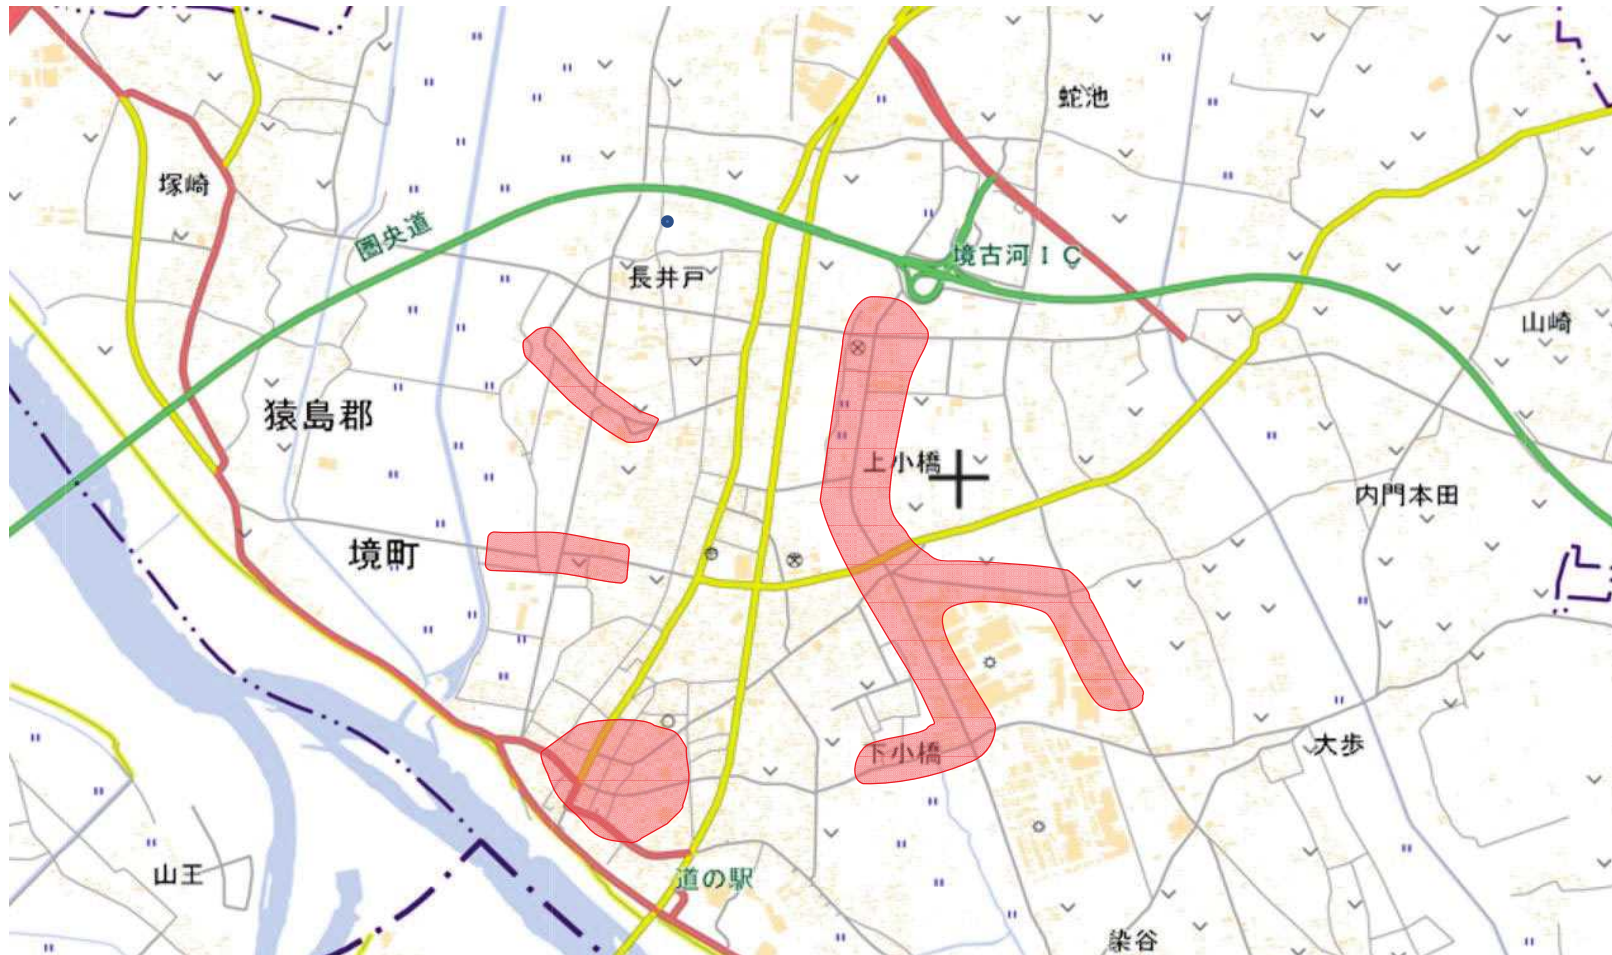 蛇池
塚崎
圏央道
境古河IC
長井戸
山崎
猿島郡
上小橋
内門本田
境町
下小橋
大歩
道の駅
山王
染谷